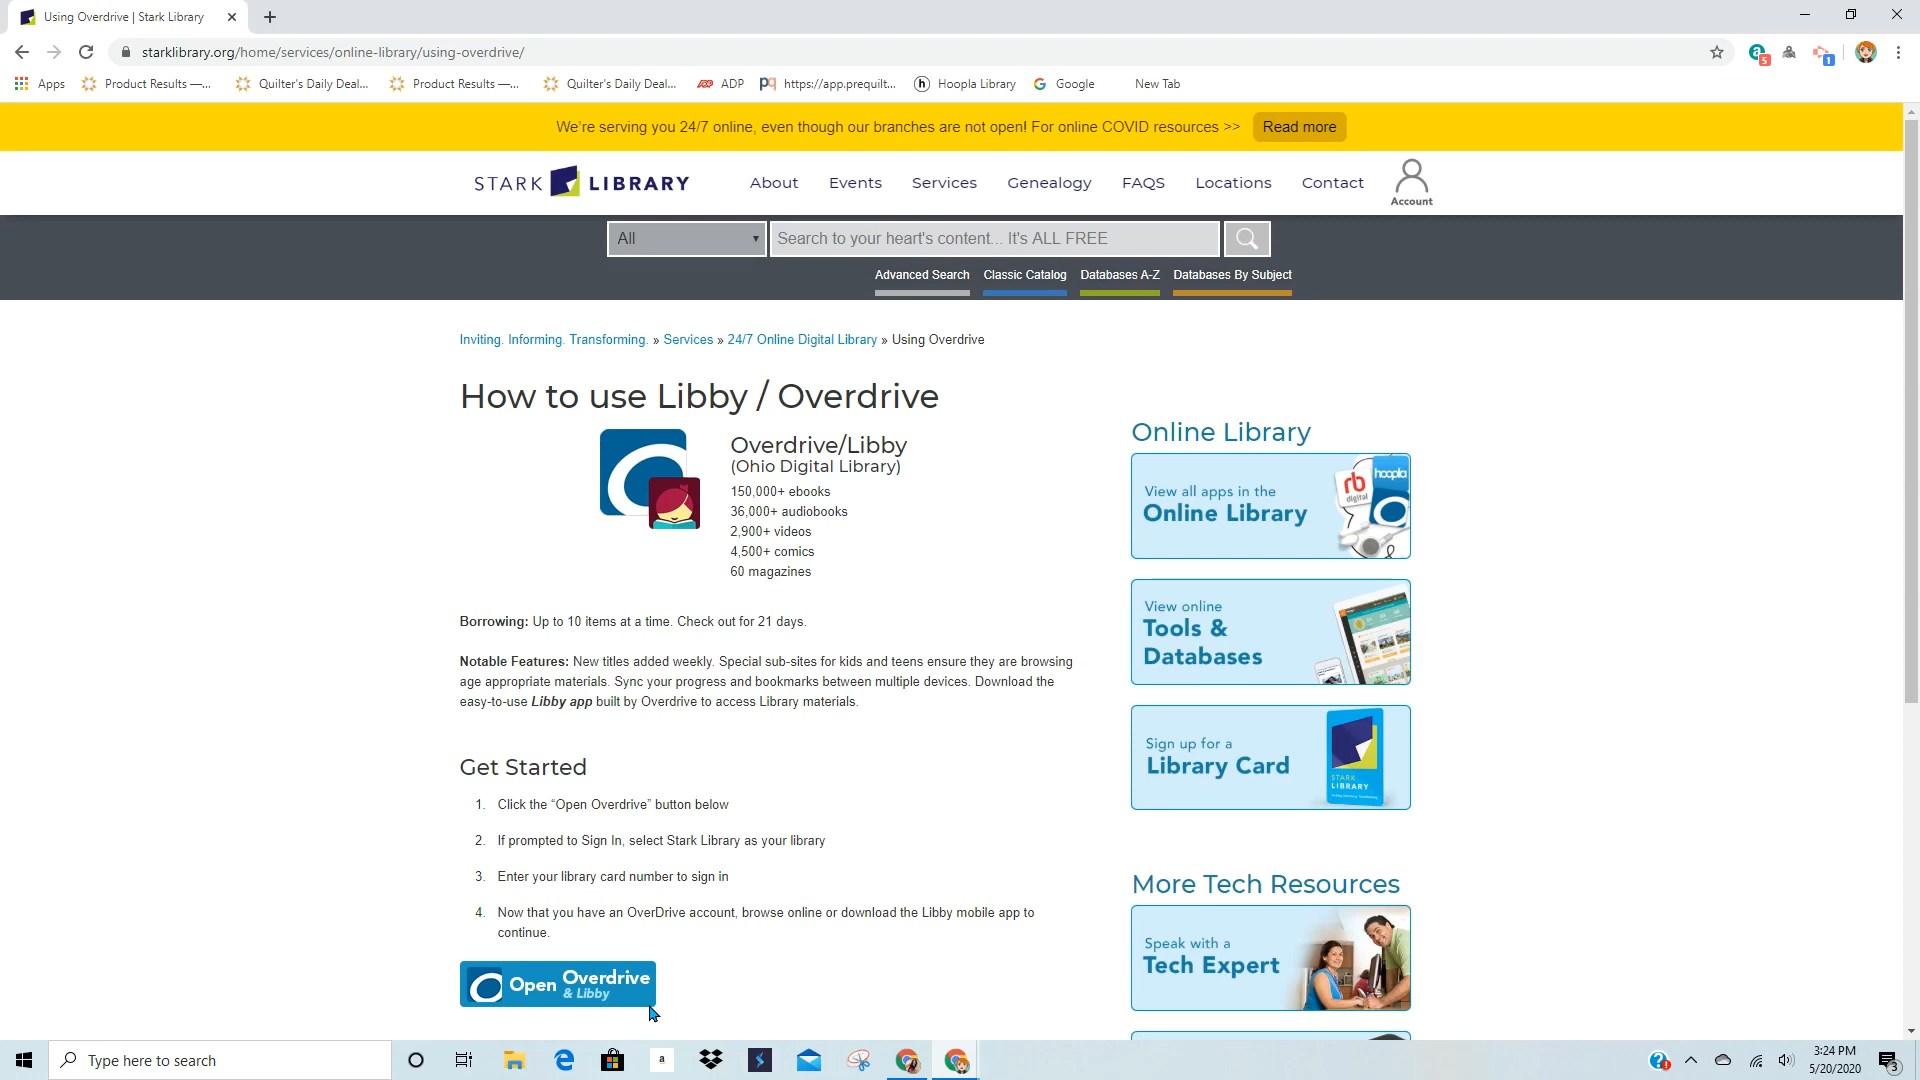 Using Overdrive | Stark Library
starklibrary.org/home/services/online-library/using-overdrive/
5
1
Apps
Product Results —...
Quilter's Daily Deal...
Product Results —...
Quilter's Daily Deal...
ADP
pq
https://app.prequilt...
h
Hoopla Library
Google
New Tab
We're serving you 24/7 online, even though our branches are not open! For online COVID resources >>
Read more
STARK LIBRARY
About
Events
Services
Genealogy
FAQS
Locations
Contact
Account
All
Search to your heart's content... It's ALL FREE
Advanced Search
Classic Catalog
Databases A-Z
Databases By Subject
Inviting. Informing. Transforming. » Services » 24/7 Online Digital Library » Using Overdrive
How to use Libby / Overdrive
Overdrive/Libby
(Ohio Digital Library)
150,000+ ebooks
36,000+ audiobooks
2,900+ videos
4,500+ comics
60 magazines
Borrowing: Up to 10 items at a time. Check out for 21 days.
Notable Features: New titles added weekly. Special sub-sites for kids and teens ensure they are browsing
age appropriate materials. Sync your progress and bookmarks between multiple devices. Download the
easy-to-use Libby app built by Overdrive to access Library materials.
Get Started
1. Click the “Open Overdrive” button below
2. If prompted to Sign In, select Stark Library as your library
3. Enter your library card number to sign in
4. Now that you have an OverDrive account, browse online or download the Libby mobile app to
continue.
Open Overdrive
& Libby
Online Library
View all apps in the
Online Library
rb
digital
hoopla
View online
Tools &
Databases
Sign up for a
Library Card
STARK
LIBRARY
More Tech Resources
Speak with a
Tech Expert
Type here to search
a
3:24 PM
5/20/2020
3